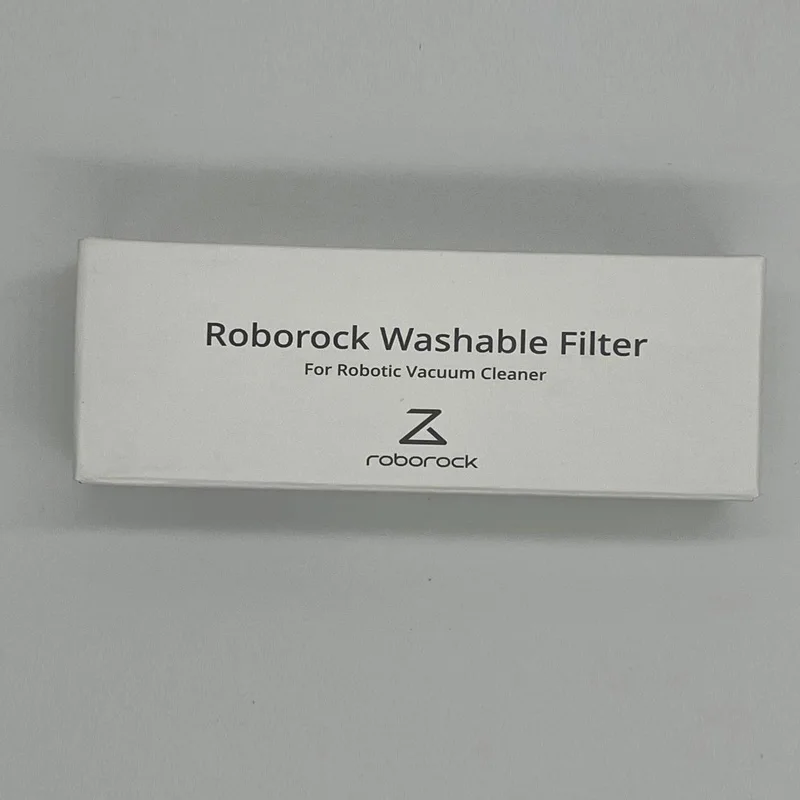 Roborock Washable Filter
For Robotic Vacuum Cleaner
roborock